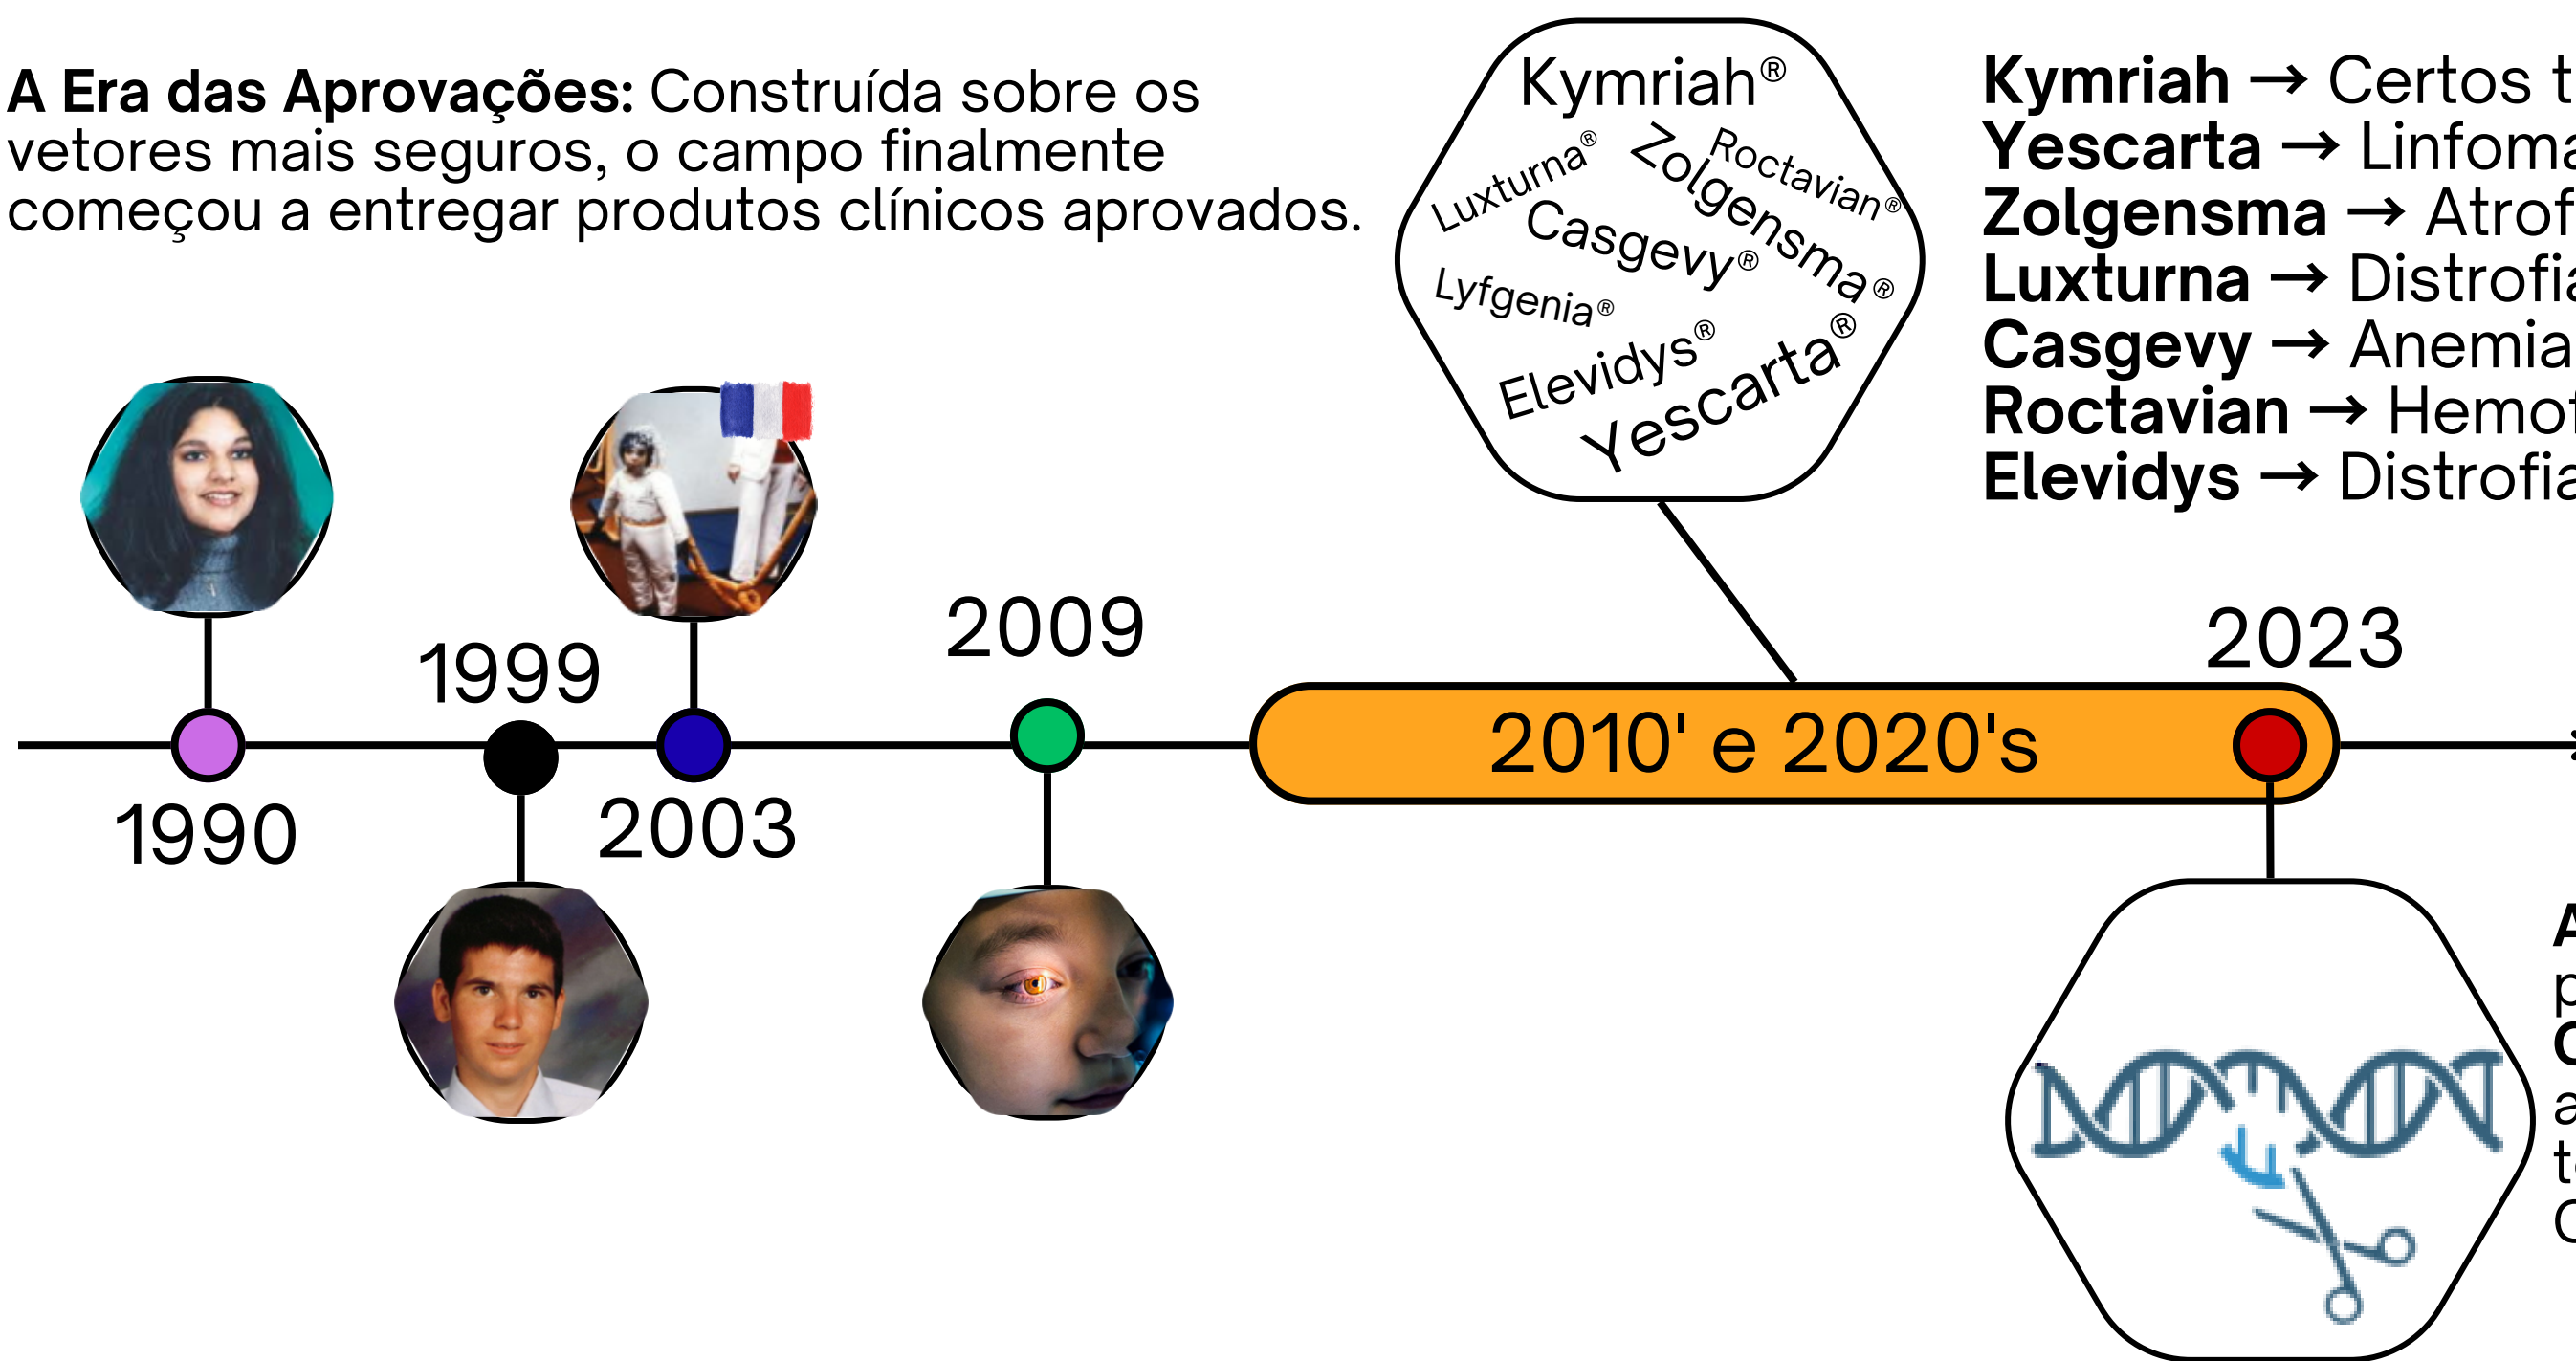 A Era das Aprovações: Construída sobre os
vetores mais seguros, o campo finalmente
começou a entregar produtos clínicos aprovados.
Kymriah®
Luxturna®
Zolgensma®
Roctavian®
Casgevy®
Lyfgenia®
Elevidys®
Yescarta®
Kymriah → Certos t
Yescarta → Linfoma
Zolgensma → Atrof
Luxturna → Distrofia
Casgevy → Anemia
Roctavian → Hemof
Elevidys → Distrofia
1990
1999
2003
2009
2010' e 2020's
2023
A
p
C
a
te
C